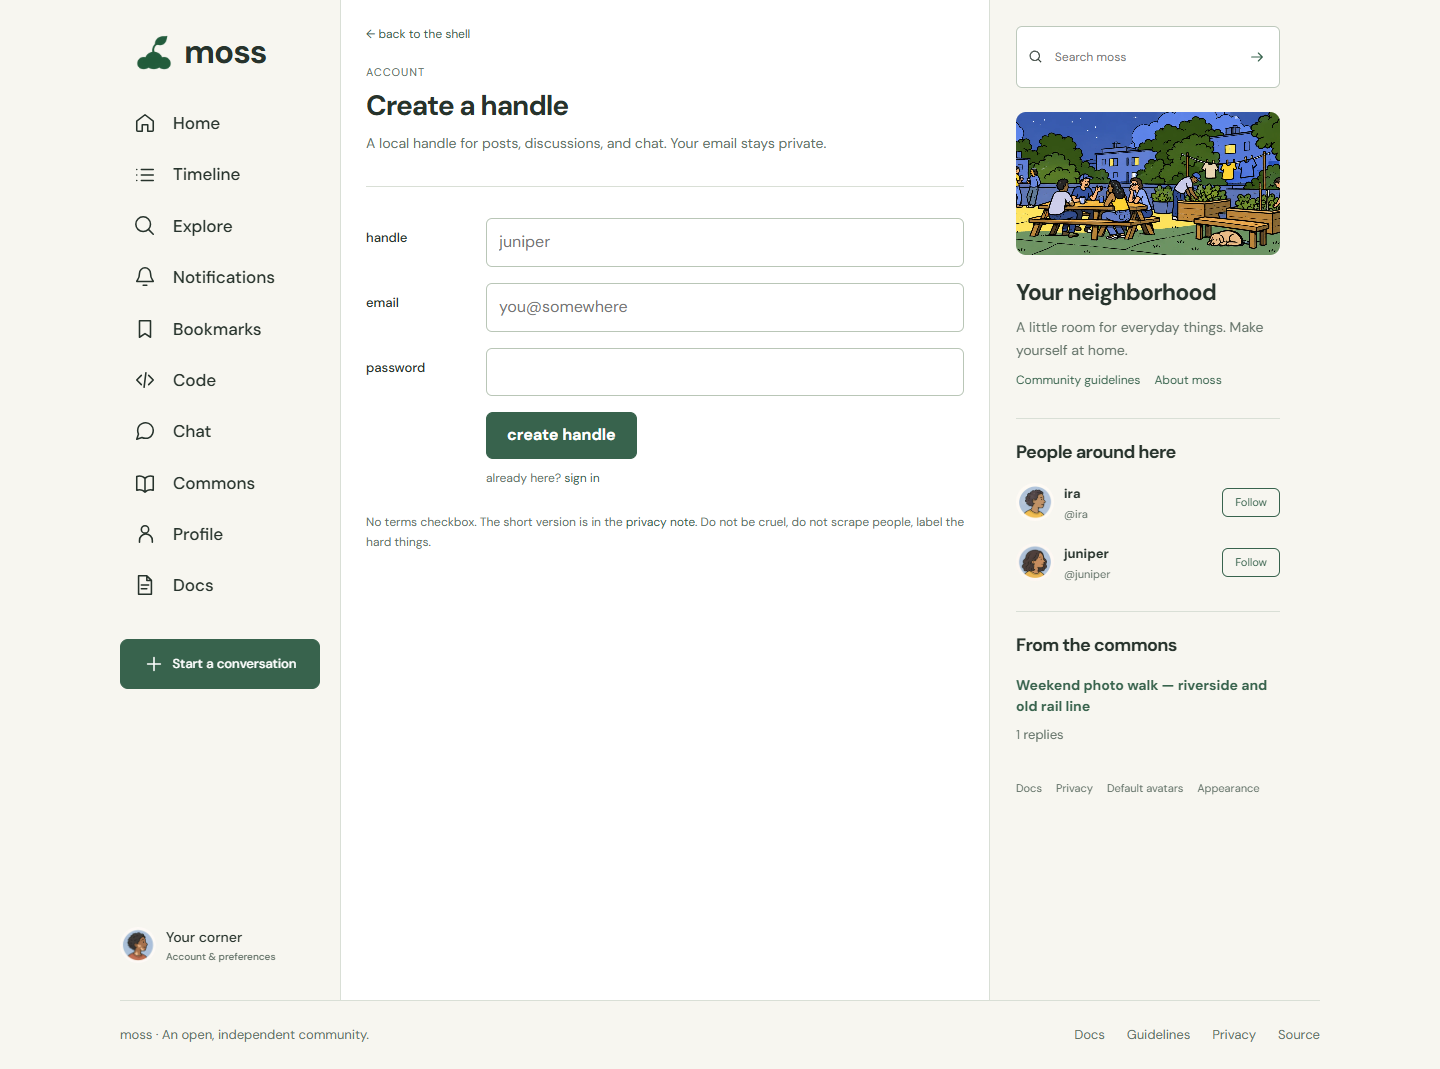 moss
Home
Timeline
Explore
Notifications
Bookmarks
Code
Chat
Commons
Profile
Docs
Start a conversation
Your corner
Account & preferences
← back to the shell
ACCOUNT
Create a handle
A local handle for posts, discussions, and chat. Your email stays private.
handle
juniper
email
you@somewhere
password
create handle
already here? sign in
No terms checkbox. The short version is in the privacy note. Do not be cruel, do not scrape people, label the
hard things.
Search moss
Your neighborhood
A little room for everyday things. Make
yourself at home.
Community guidelines About moss
People around here
ira
@ira
Follow
juniper
@juniper
Follow
From the commons
Weekend photo walk — riverside and
old rail line
1 replies
Docs Privacy Default avatars Appearance
moss · An open, independent community.
Docs Guidelines Privacy Source